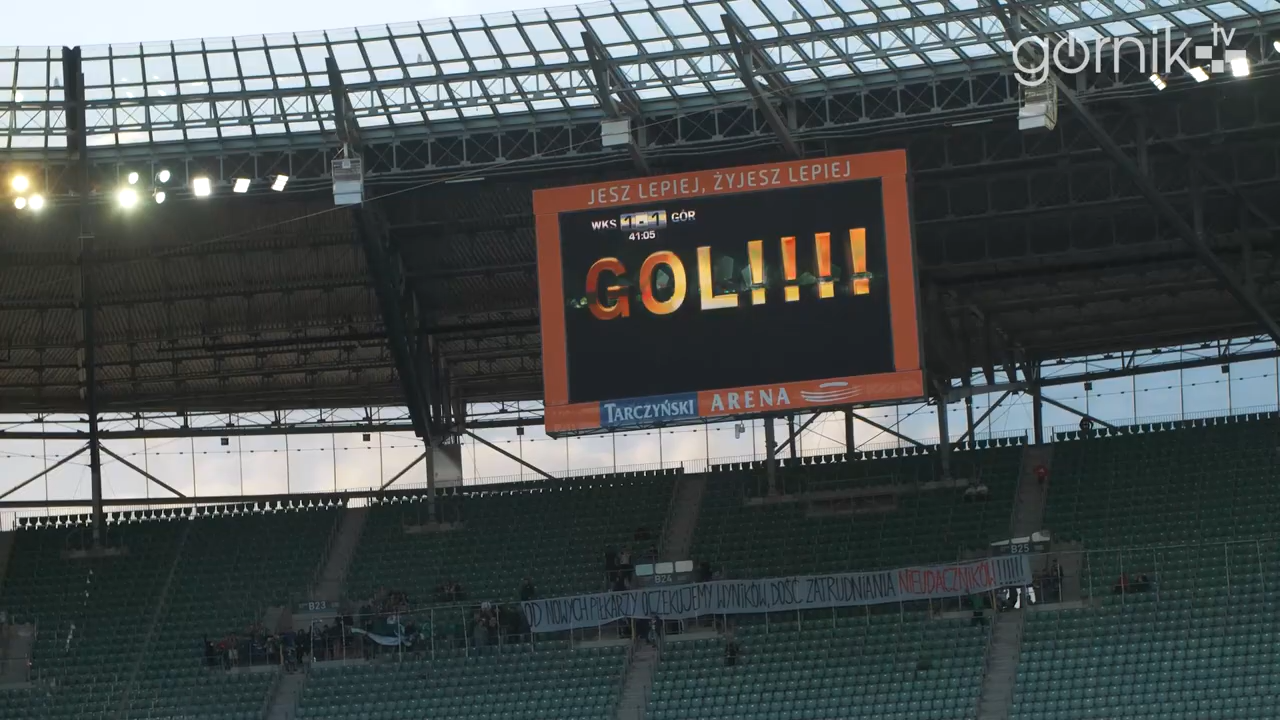 górnik tv
JESZ LEPIEJ, ŻYJESZ LEPIEJ
WKS 1-1 GÓR
41:05
GOL!!!!
TARCZYŃSKI ARENA
B25
B24
OD NOWYCH PIŁKARZY OCZEKUJEMY WYNIKÓW, DOŚĆ ZATRUDNIANIA NIEUDACZNIKÓW!!!!!
B23